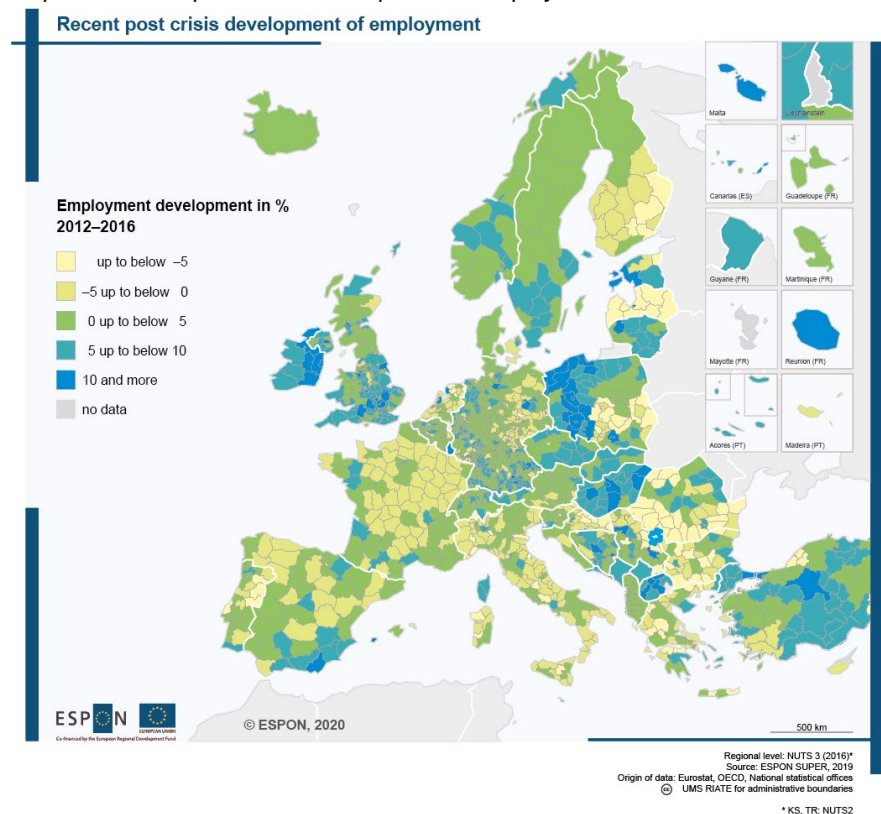 Recent post crisis development of employment
Employment development in %
2012–2016
up to below –5
–5 up to below 0
0 up to below 5
5 up to below 10
10 and more
no data
Malta
Liechtenstein
Canarias (ES)
Guadeloupe (FR)
Guyane (FR)
Martinique (FR)
Mayotte (FR)
Reunion (FR)
Acores (PT)
Madeira (PT)
ESPON
EUROPEAN UNION
Co-financed by the European Regional Development Fund
© ESPON, 2020
500 km
Regional level: NUTS 3 (2016)*
Source: ESPON SUPER, 2019
Origin of data: Eurostat, OECD, National statistical offices
cc UMS RIATE for administrative boundaries
* KS, TR: NUTS2